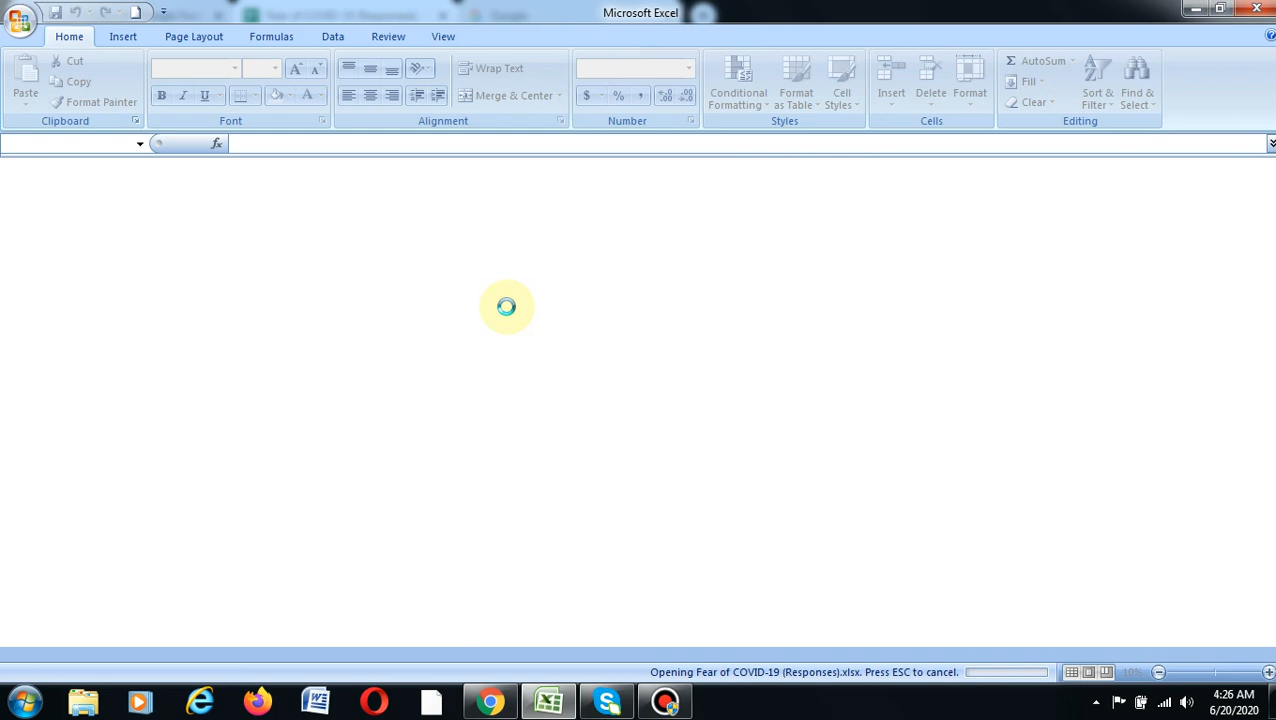 Microsoft Excel
Home Insert Page Layout Formulas Data Review View
Cut
Copy
Format Painter
Paste
Clipboard
B I U
A A
A
Font
Wrap Text
Merge & Center
Alignment
$ % ,
Number
Conditional Formatting
Format as Table
Cell Styles
Styles
Insert Delete Format
Cells
Σ AutoSum
Fill
Clear
Sort & Filter
Find & Select
Editing
fx
Opening Fear of COVID-19 (Responses).xlsx. Press ESC to cancel.
10%
4:26 AM
6/20/2020